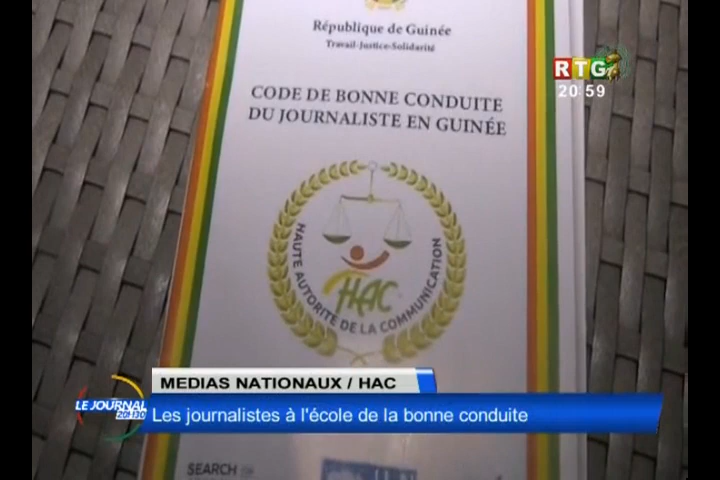 République de Guinée
Travail-Justice-Solidarité
RTG
20:59
CODE DE BONNE CONDUITE
DU JOURNALISTE EN GUINÉE
HAUTE AUTORITÉ DE LA COMMUNICATION
HAC
MEDIAS NATIONAUX / HAC
LE JOURNAL
20H30
Les journalistes à l'école de la bonne conduite
SEARCH